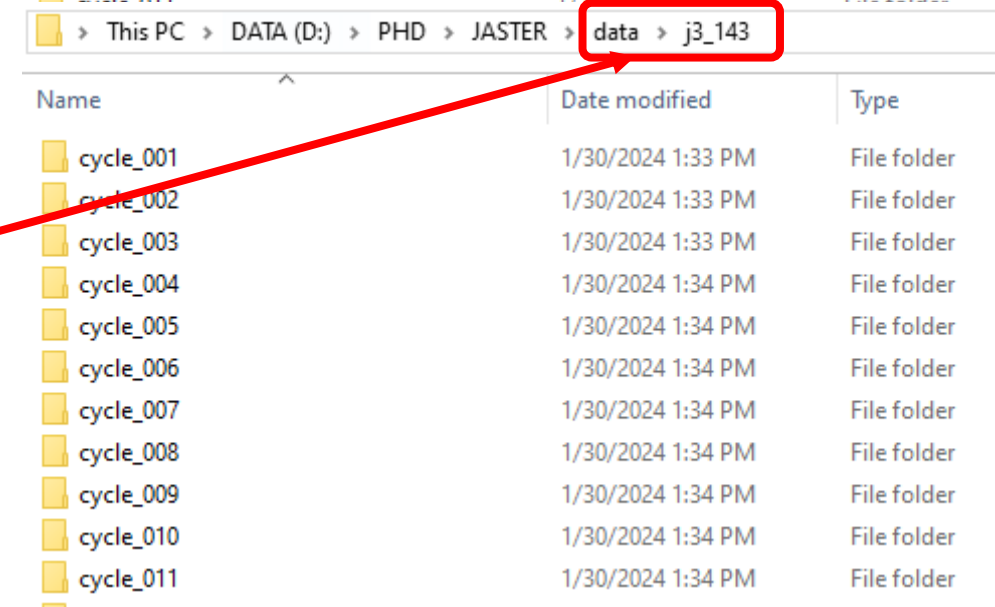 This PC > DATA (D:) > PHD > JASTER > data > j3_143
Name Date modified Type
cycle_001 1/30/2024 1:33 PM File folder
cycle_002 1/30/2024 1:33 PM File folder
cycle_003 1/30/2024 1:33 PM File folder
cycle_004 1/30/2024 1:34 PM File folder
cycle_005 1/30/2024 1:34 PM File folder
cycle_006 1/30/2024 1:34 PM File folder
cycle_007 1/30/2024 1:34 PM File folder
cycle_008 1/30/2024 1:34 PM File folder
cycle_009 1/30/2024 1:34 PM File folder
cycle_010 1/30/2024 1:34 PM File folder
cycle_011 1/30/2024 1:34 PM File folder